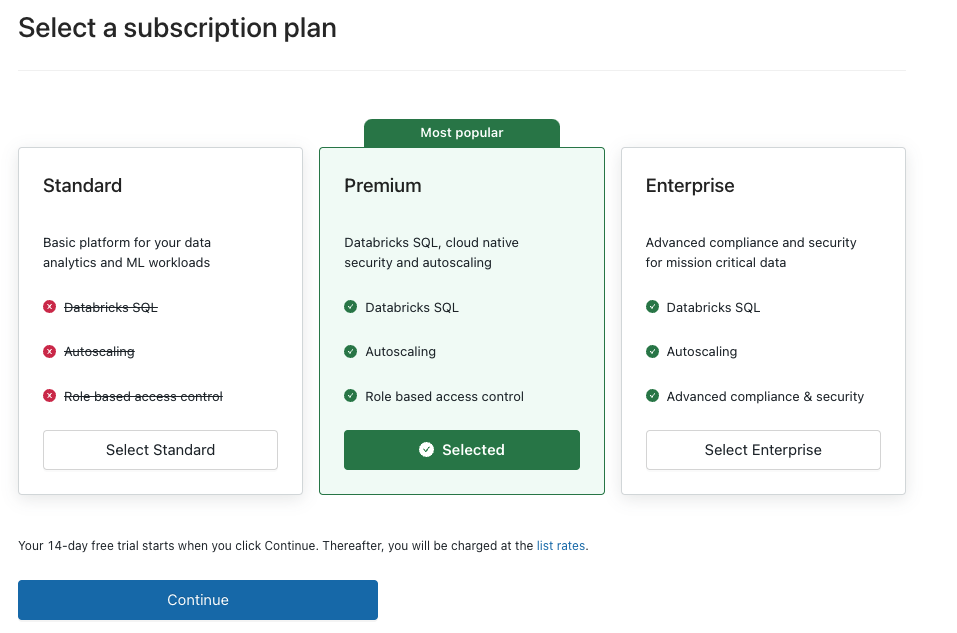 Select a subscription plan
Most popular
Standard
Basic platform for your data
analytics and ML workloads
Databricks SQL
Autoscaling
Role based access control
Select Standard
Premium
Databricks SQL, cloud native
security and autoscaling
Databricks SQL
Autoscaling
Role based access control
Selected
Enterprise
Advanced compliance and security
for mission critical data
Databricks SQL
Autoscaling
Advanced compliance & security
Select Enterprise
Your 14-day free trial starts when you click Continue. Thereafter, you will be charged at the list rates.
Continue